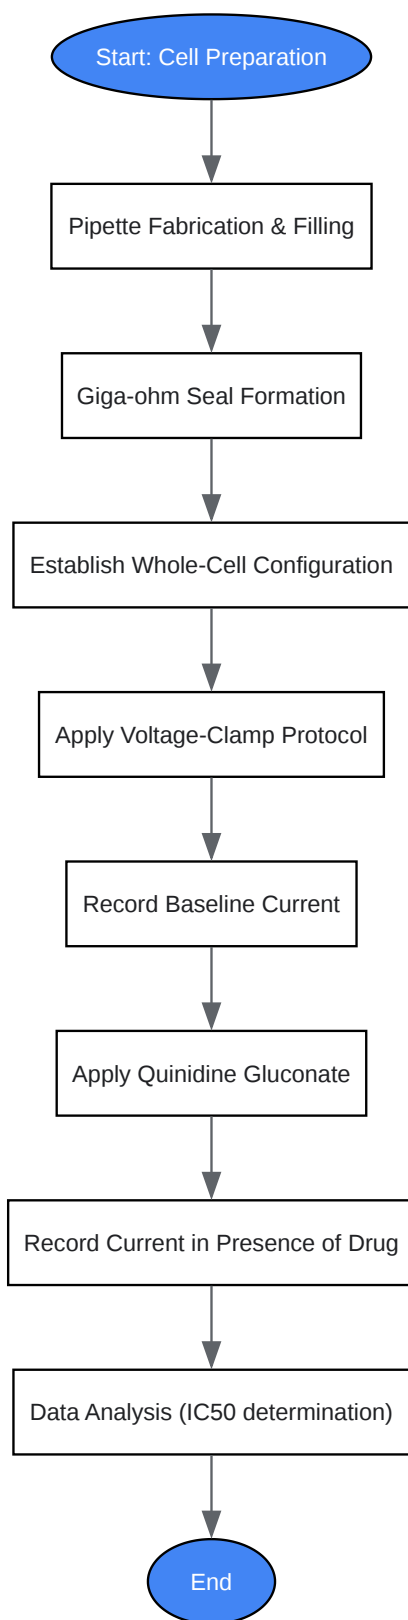 Start: Cell Preparation
Pipette Fabrication & Filling
Giga-ohm Seal Formation
Establish Whole-Cell Configuration
Apply Voltage-Clamp Protocol
Record Baseline Current
Apply Quinidine Gluconate
Record Current in Presence of Drug
Data Analysis (IC50 determination)
End